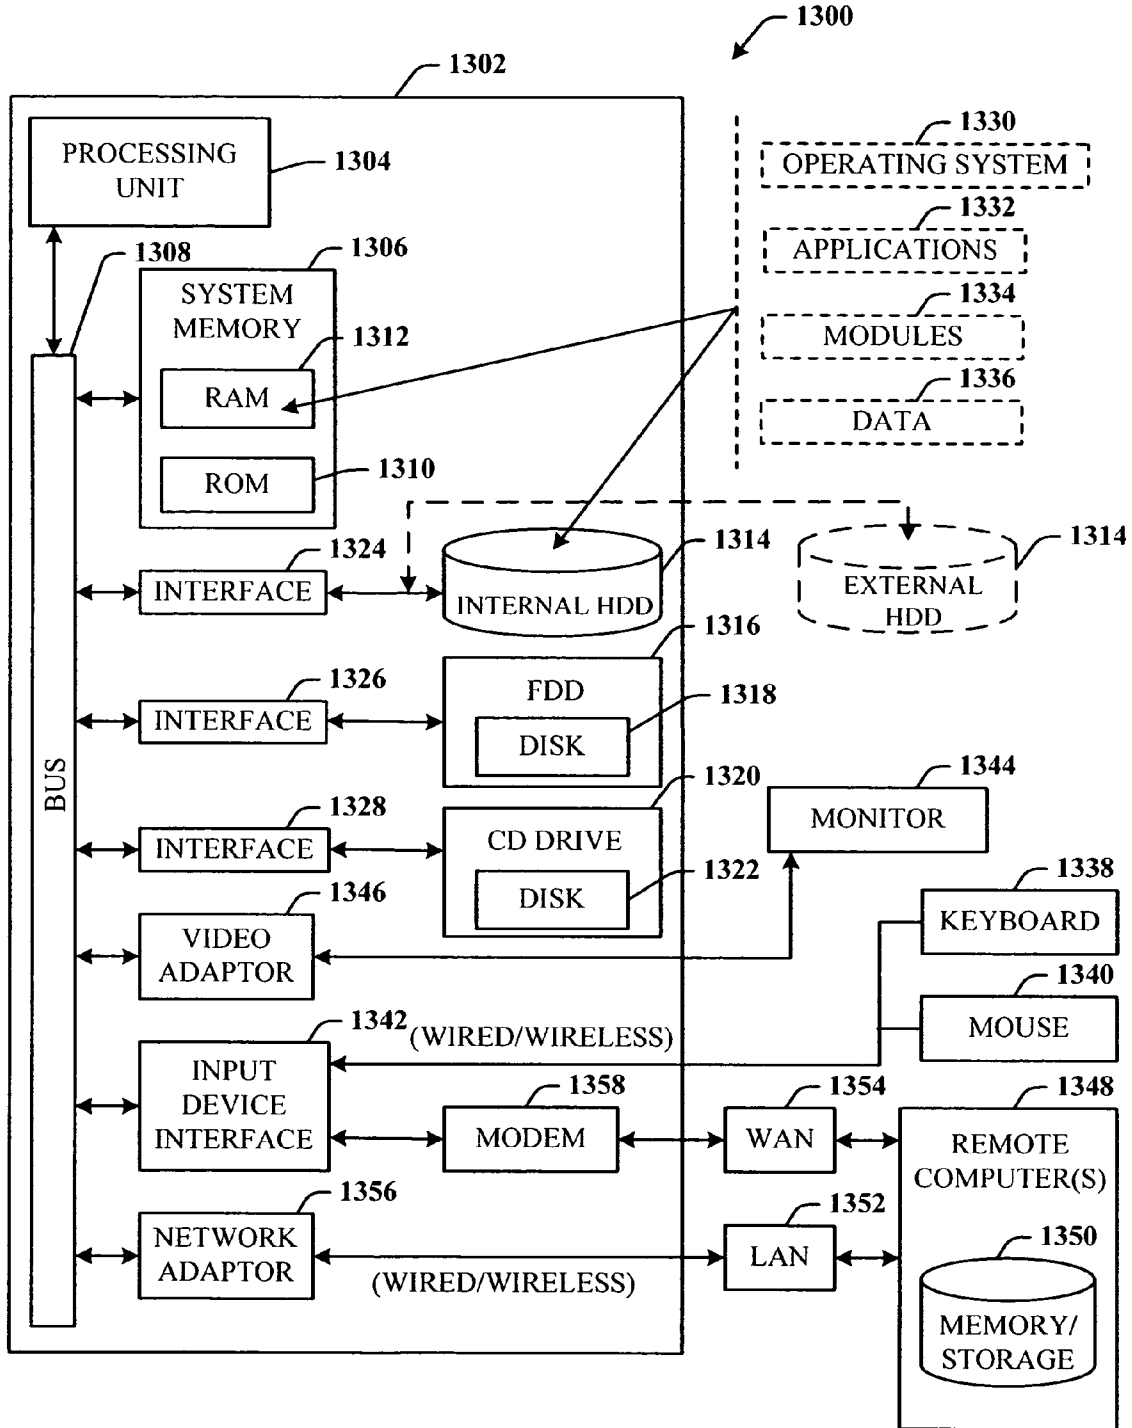 1300
1302
PROCESSING
UNIT
1304
1308
1306
SYSTEM
MEMORY
1312
RAM
1310
ROM
1330
OPERATING SYSTEM
1332
APPLICATIONS
1334
MODULES
1336
DATA
1324
INTERFACE
1314
INTERNAL HDD
1314
EXTERNAL
HDD
1316
1326
INTERFACE
FDD
1318
DISK
BUS
1320
1328
INTERFACE
CD DRIVE
1322
DISK
1344
MONITOR
1346
VIDEO
ADAPTOR
1338
KEYBOARD
1340
MOUSE
1342
(WIRED/WIRELESS)
INPUT
DEVICE
INTERFACE
1358
MODEM
1354
WAN
1348
REMOTE
COMPUTER(S)
1356
NETWORK
ADAPTOR
(WIRED/WIRELESS)
1352
LAN
1350
MEMORY/
STORAGE